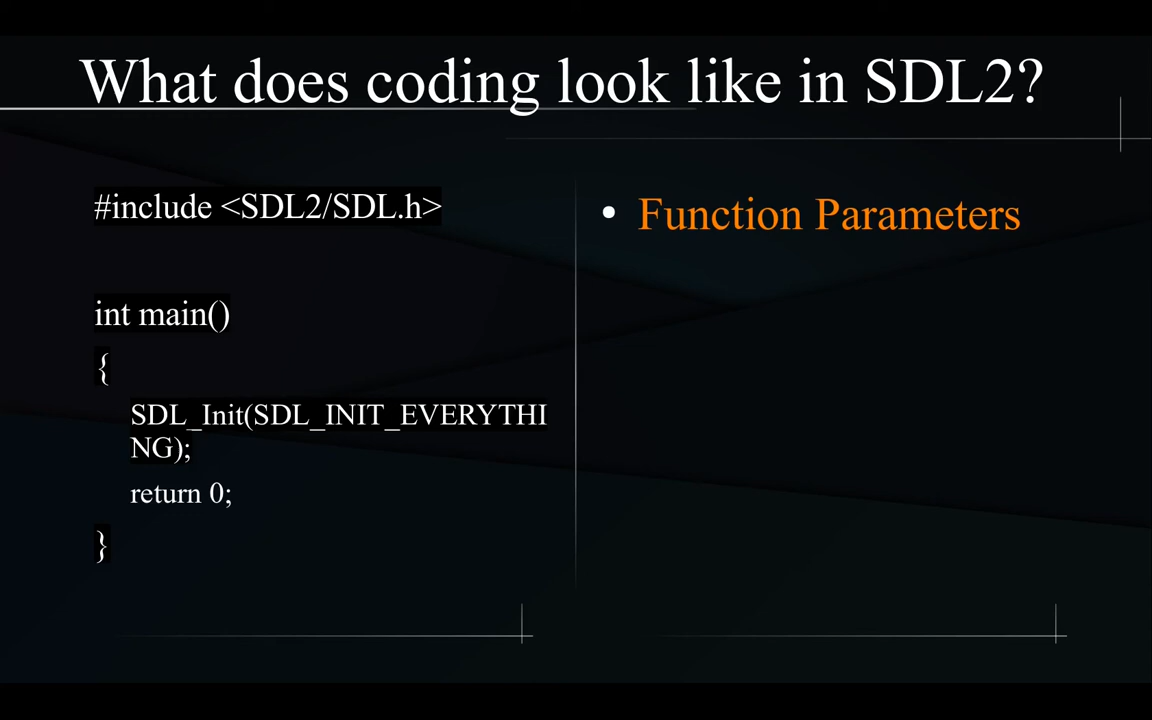 What does coding look like in SDL2?
#include <SDL2/SDL.h>
int main()
{
SDL_Init(SDL_INIT_EVERYTHI
NG);
return 0;
}
• Function Parameters